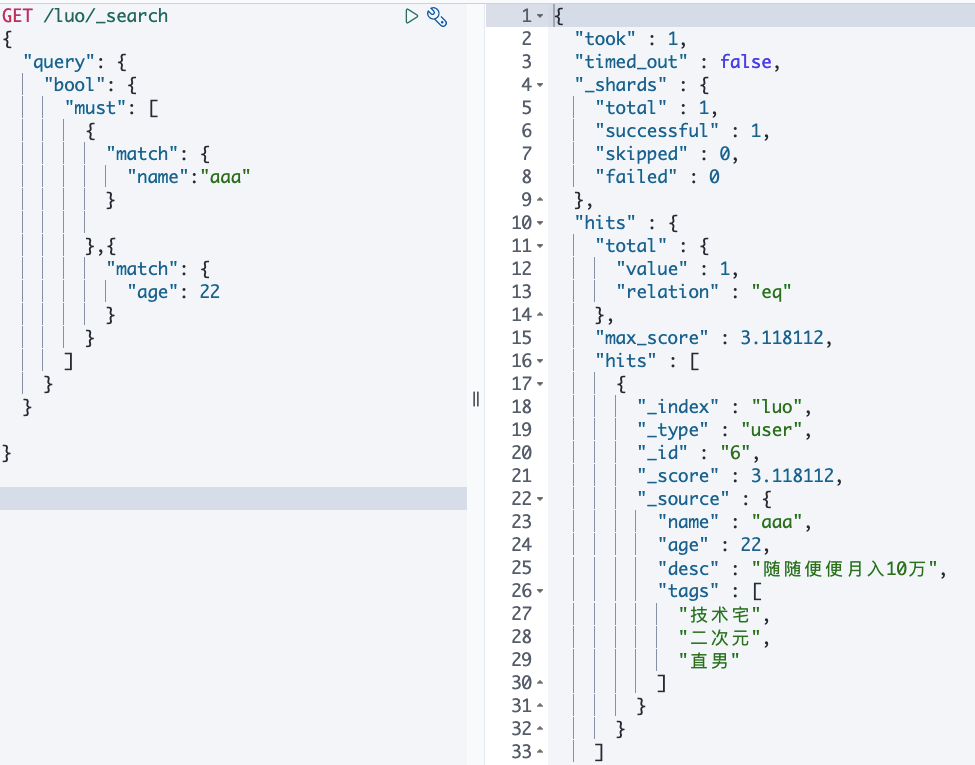 GET /luo/_search
{
  "query": {
    "bool": {
      "must": [
        {
          "match": {
            "name":"aaa"
          }

        },{
          "match": {
            "age": 22
          }
        }
      ]
    }
  }

}
1 {
2   "took" : 1,
3   "timed_out" : false,
4   "_shards" : {
5     "total" : 1,
6     "successful" : 1,
7     "skipped" : 0,
8     "failed" : 0
9   },
10   "hits" : {
11     "total" : {
12       "value" : 1,
13       "relation" : "eq"
14     },
15     "max_score" : 3.118112,
16     "hits" : [
17       {
18         "_index" : "luo",
19         "_type" : "user",
20         "_id" : "6",
21         "_score" : 3.118112,
22         "_source" : {
23           "name" : "aaa",
24           "age" : 22,
25           "desc" : "随随便便月入10万",
26           "tags" : [
27             "技术宅",
28             "二次元",
29             "直男"
30           ]
31         }
32       }
33     ]